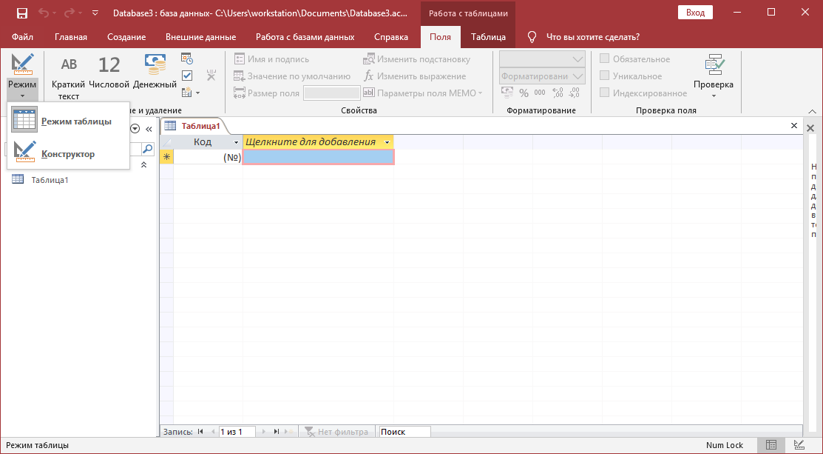 Database3 : база данных- C:\Users\workstation\Documents\Database3.ac...
Работа с таблицами
Вход
Файл Главная Создание Внешние данные Работа с базами данных Справка Поля Таблица Что вы хотите сделать?
Режим
AB
Краткий текст
12
Числовой
Денежный
Имя и подпись
Значение по умолчанию
Размер поля
Изменить подстановку
Изменить выражение
ab
Параметры поля МЕМО
Форматировани
% 000
Обязательное
Уникальное
Индексированное
Проверка
е и удаление
Свойства
Форматирование
Проверка поля
Режим таблицы
Конструктор
Таблица1
Таблица1
Код Щелкните для добавления
(№)
Н
п
д
д
д
в
т
п
Запись: 1 из 1 Нет фильтра Поиск
Режим таблицы
Num Lock